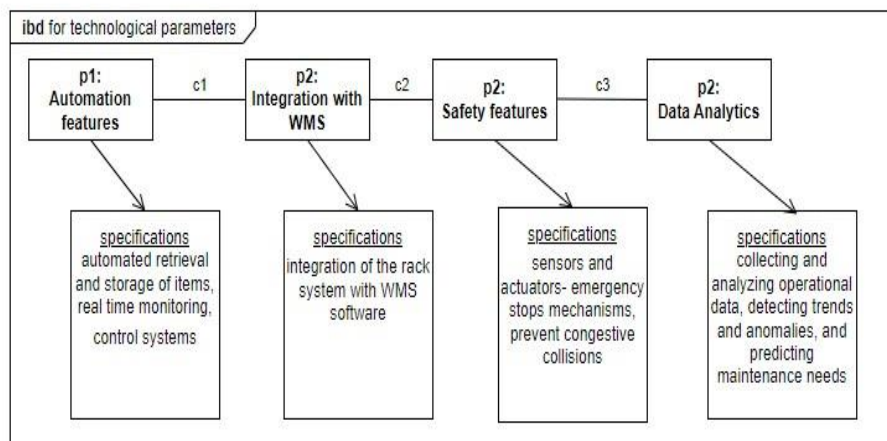 ibd for technological parameters
p1:
Automation
features
c1
p2:
Integration with
WMS
c2
p2:
Safety features
c3
p2:
Data Analytics
specifications
automated retrieval
and storage of items,
real time monitoring,
control systems
specifications
integration of the rack
system with WMS
software
specifications
sensors and
actuators- emergency
stops mechanisms,
prevent congestive
collisions
specifications
collecting and
analyzing operational
data, detecting trends
and anomalies, and
predicting
maintenance needs